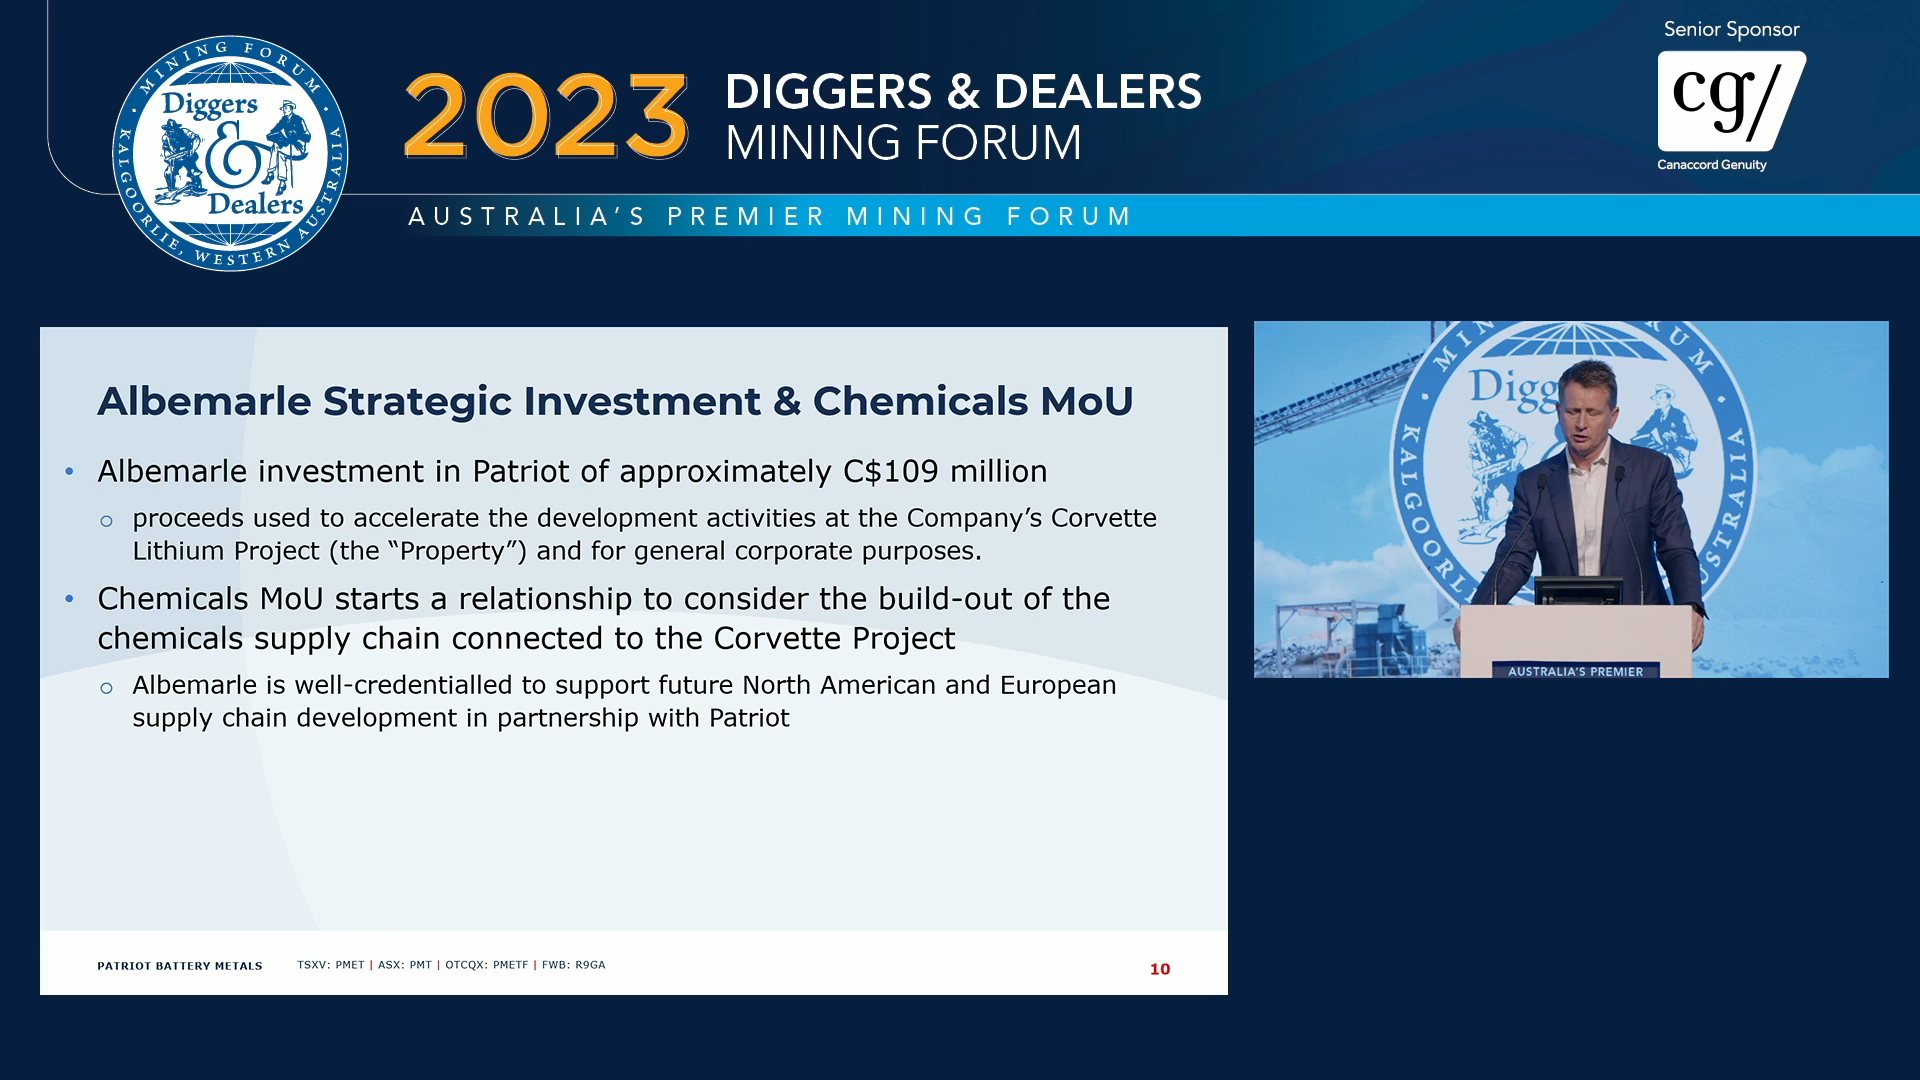 MINING FORUM
Diggers
&
Dealers
KALGOORLIE, WESTERN AUSTRALIA
2023
DIGGERS & DEALERS
MINING FORUM
AUSTRALIA'S PREMIER MINING FORUM
Senior Sponsor
cg/
Canaccord Genuity
Albemarle Strategic Investment & Chemicals MoU
• Albemarle investment in Patriot of approximately C$109 million
o proceeds used to accelerate the development activities at the Company’s Corvette
Lithium Project (the “Property”) and for general corporate purposes.
• Chemicals MoU starts a relationship to consider the build-out of the
chemicals supply chain connected to the Corvette Project
o Albemarle is well-credentialled to support future North American and European
supply chain development in partnership with Patriot
PATRIOT BATTERY METALS
TSXV: PMET | ASX: PMT | OTCQX: PMETF | FWB: R9GA
10
MIN
RUM
Digg
KALGOORL
AUSTRALIA
AUSTRALIA'S PREMIER